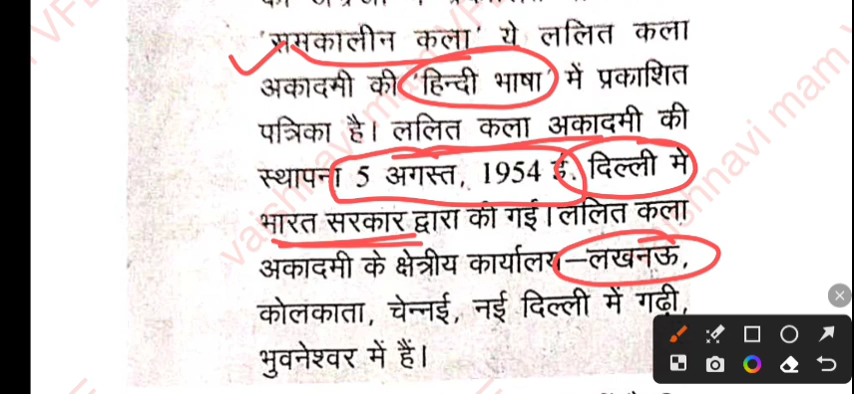 'समकालीन कला' ये ललित कला
अकादमी की 'हिन्दी भाषा' में प्रकाशित
पत्रिका है। ललित कला अकादमी की
स्थापना 5 अगस्त, 1954 ई. दिल्ली में
भारत सरकार द्वारा की गई। ललित कला
अकादमी के क्षेत्रीय कार्यालय–लखनऊ,
कोलकाता, चेन्नई, नई दिल्ली में गढ़ी,
भुवनेश्वर में हैं।